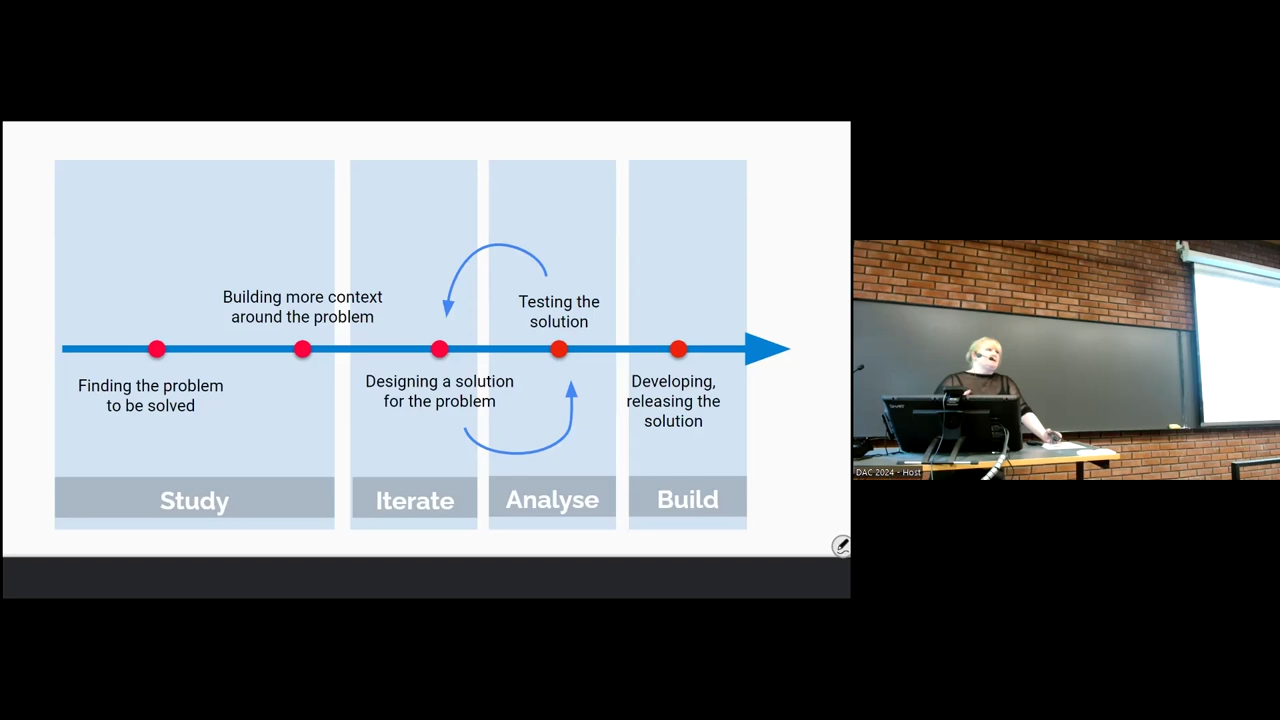 Building more context
around the problem
Testing the
solution
Finding the problem
to be solved
Designing a solution
for the problem
Developing,
releasing the
solution
Study
Iterate
Analyse
Build
DAC 2024 - Host